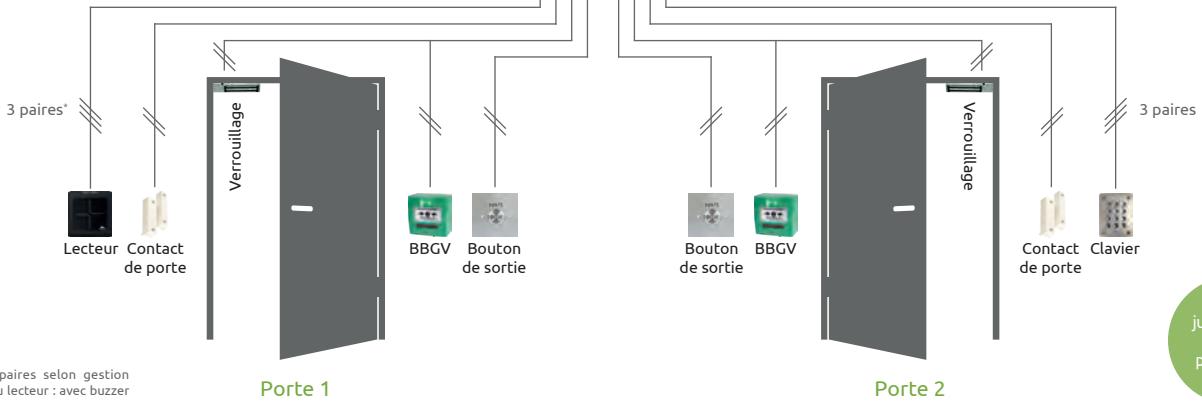 3 paires*
3 paires
Verrouillage
Verrouillage
Lecteur
Contact
de porte
BBGV
Bouton
de sortie
Bouton
de sortie
BBGV
Contact
de porte
Clavier
paires selon gestion
lecteur : avec buzzer
Porte 1
Porte 2